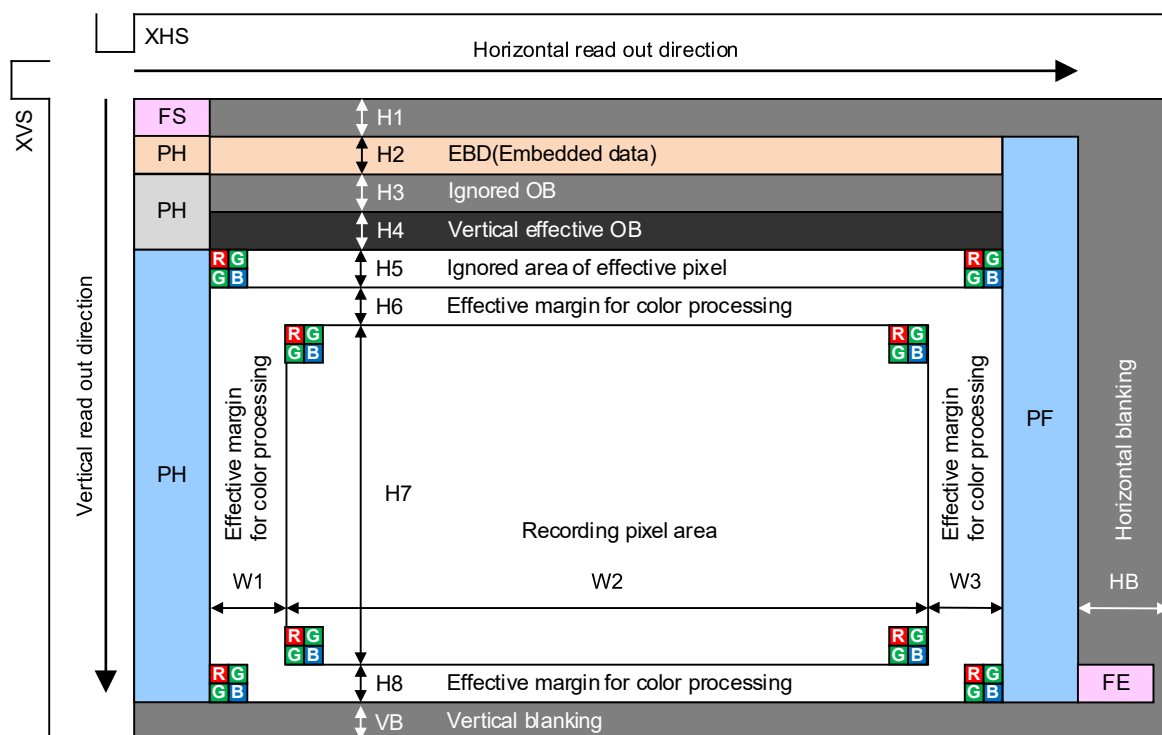 XHS
Horizontal read out direction
XVS
Vertical read out direction
FS
H1
PH
H2
EBD(Embedded data)
H3
Ignored OB
PH
H4
Vertical effective OB
R G
G B
H5
Ignored area of effective pixel
R G
G B
H6
Effective margin for color processing
R G
G B
R G
G B
PH
Effective margin
for color processing
H7
Recording pixel area
Effective margin
for color processing
PF
Horizontal blanking
W1
W2
W3
HB
R G
G B
R G
G B
R G
G B
H8
Effective margin for color processing
R G
G B
FE
VB
Vertical blanking